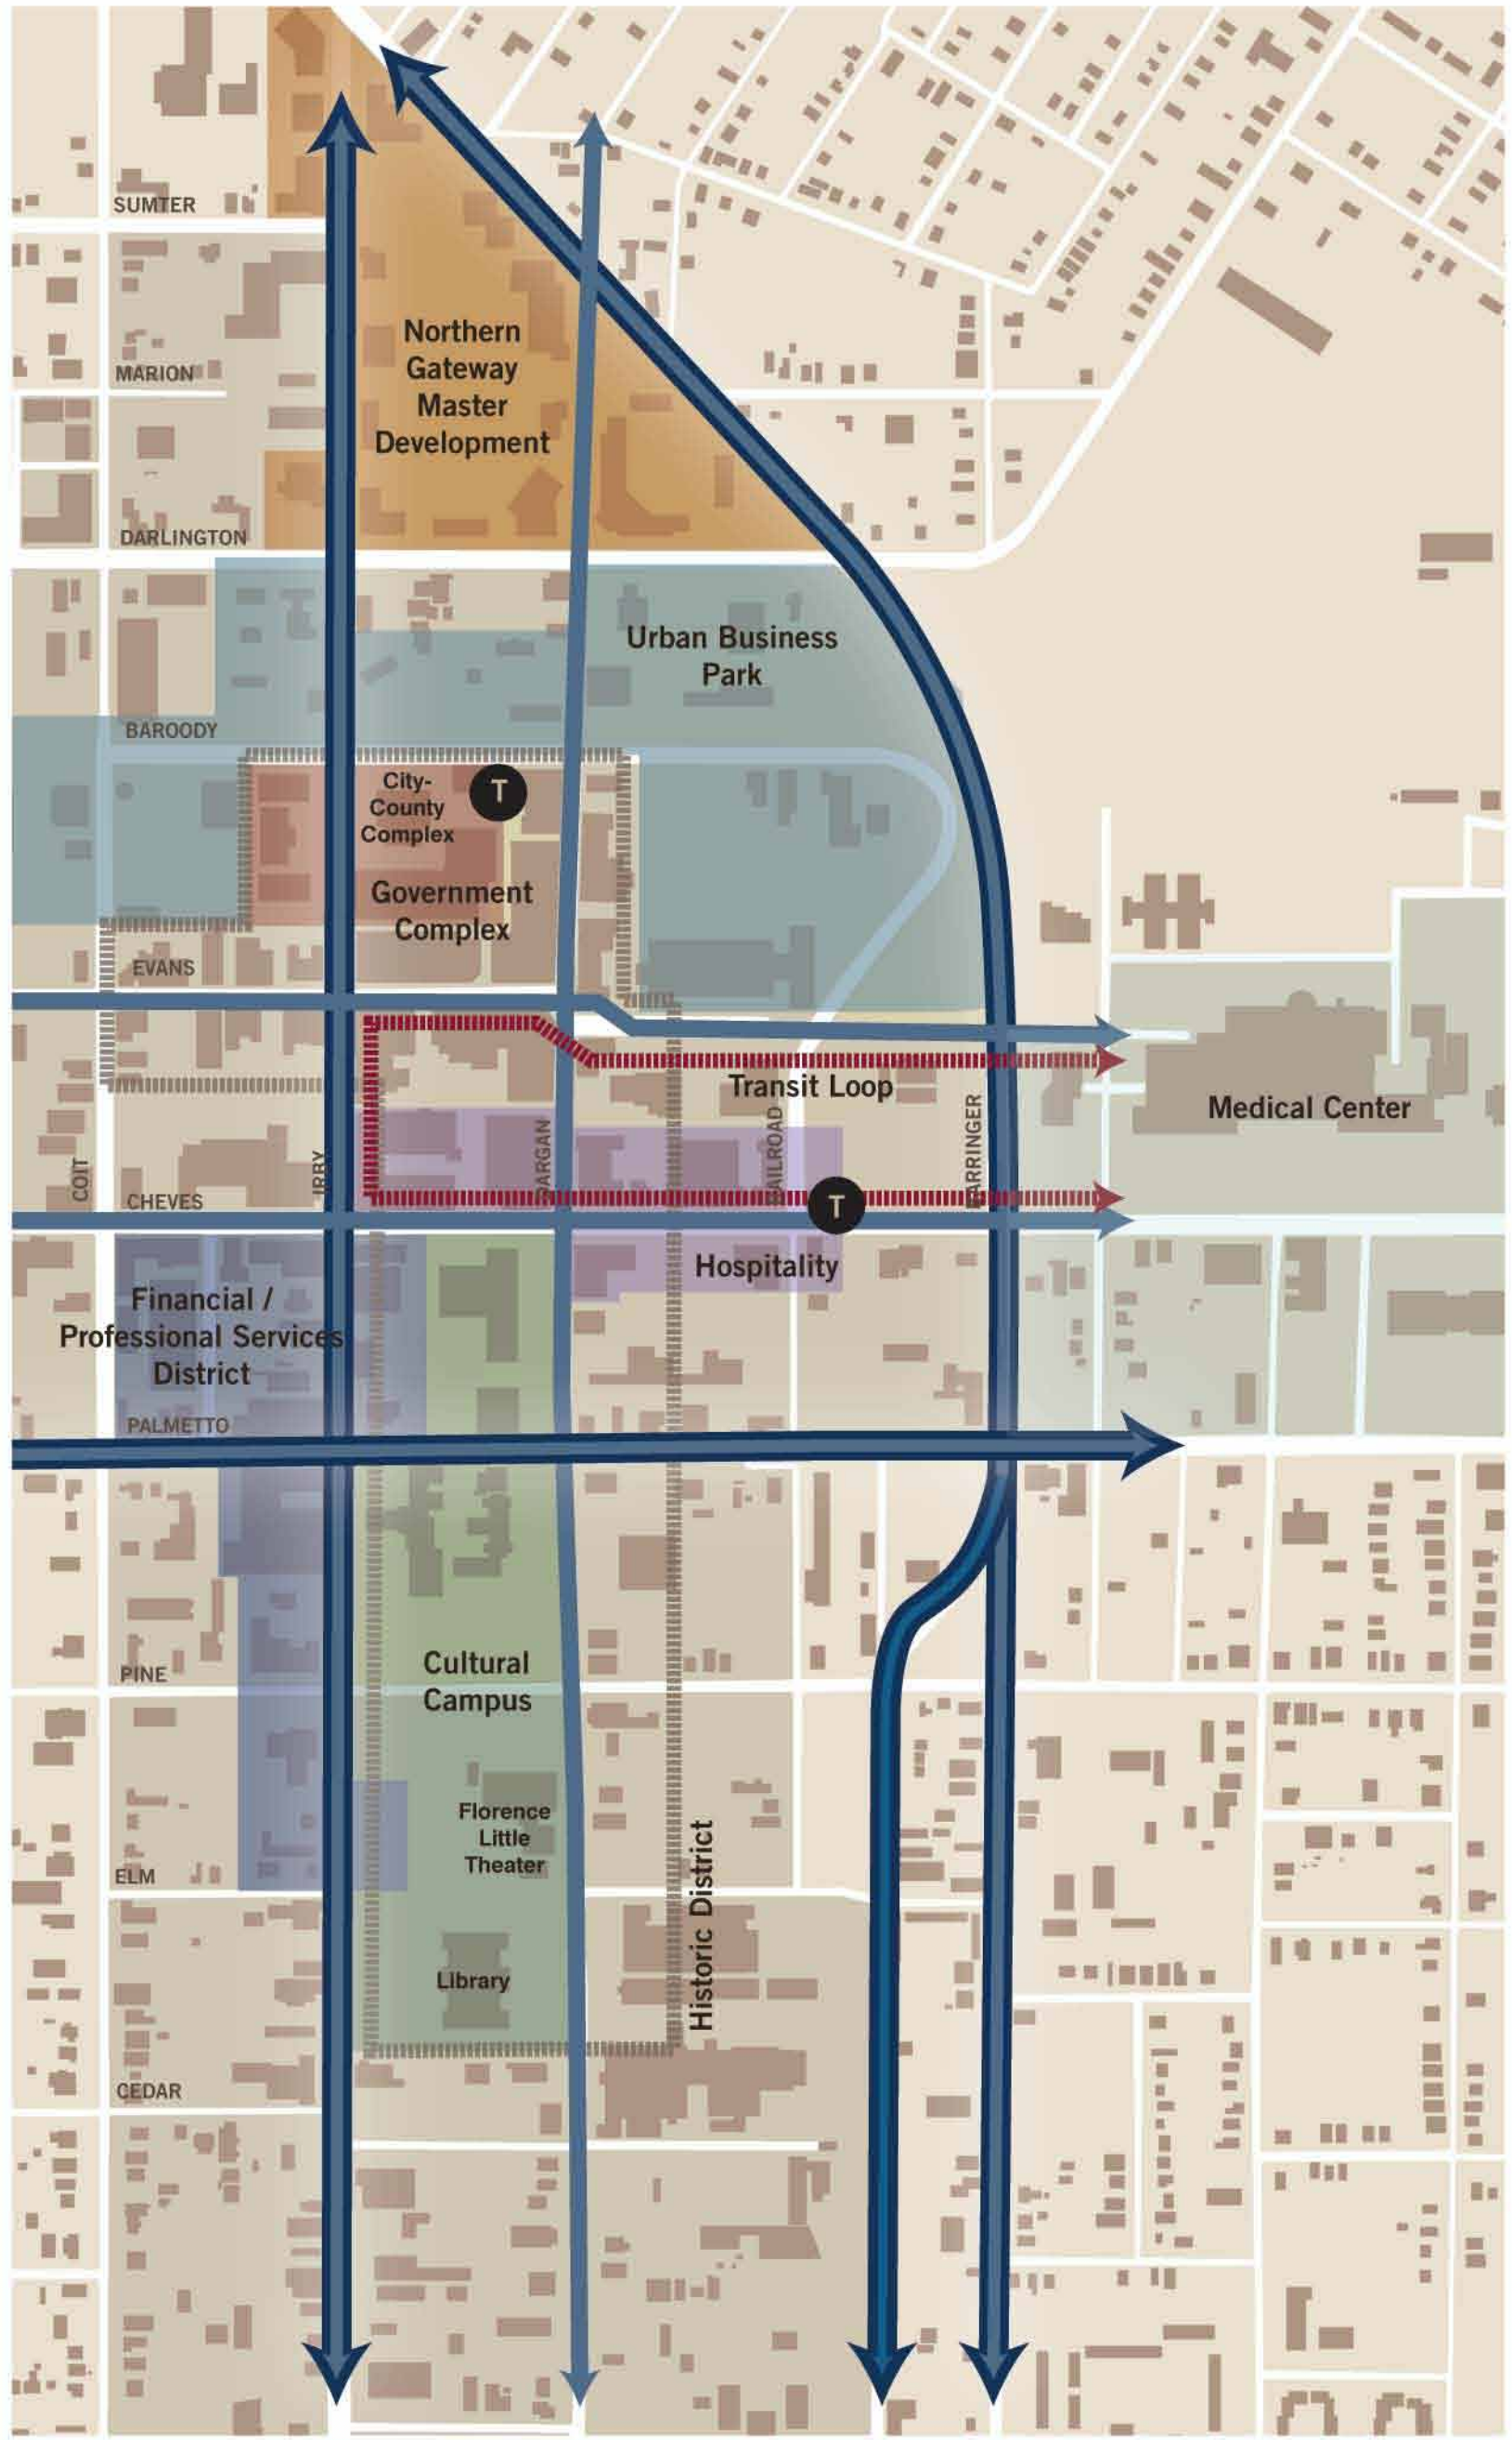 SUMTER
Northern
Gateway
Master
Development
MARION
DARLINGTON
Urban Business
Park
BAROODY
City-
County
Complex
T
Government
Complex
EVANS
Transit Loop
Medical Center
COIT
IRBY
DARGAN
RAILROAD
BARRINGER
CHEVES
T
Hospitality
Financial /
Professional Services
District
PALMETTO
Cultural
Campus
PINE
Florence
Little
Theater
ELM
Historic District
Library
CEDAR